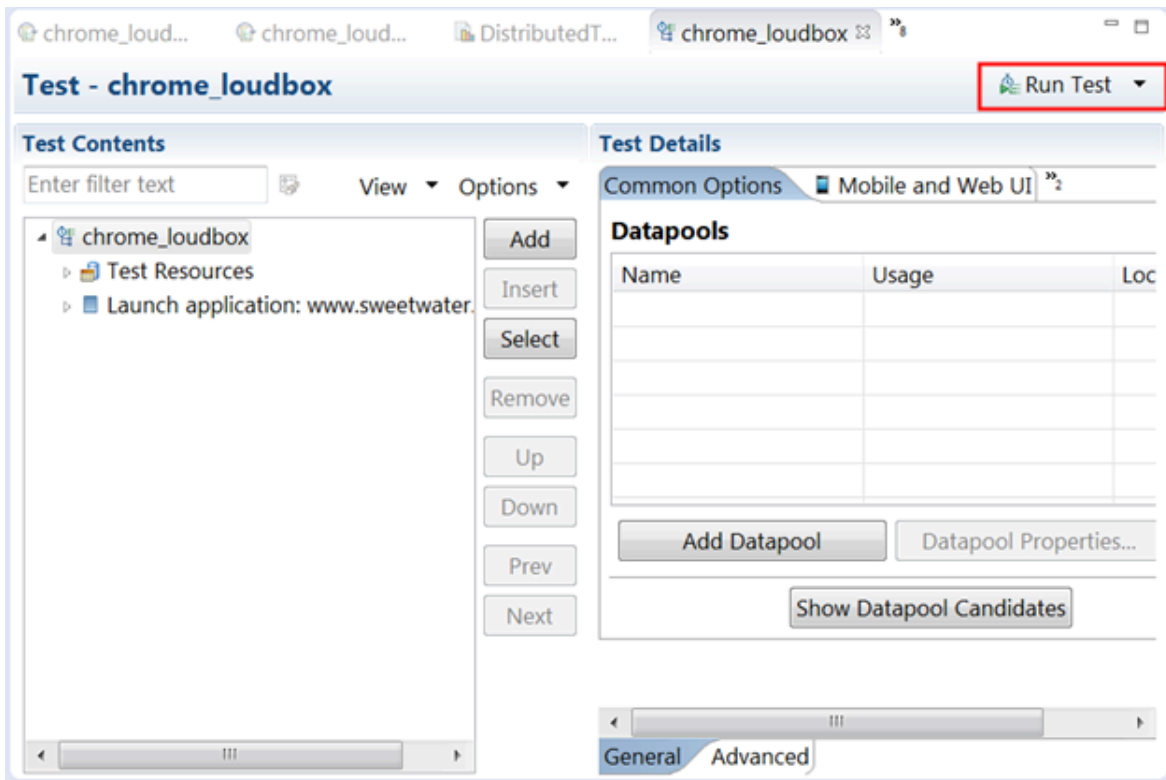 chrome_loud... chrome_loud... DistributedT... chrome_loudbox »8
Test - chrome_loudbox Run Test
Test Contents
Enter filter text View Options
chrome_loudbox
Test Resources
Launch application: www.sweetwater.
Add
Insert
Select
Remove
Up
Down
Prev
Next
Test Details
Common Options Mobile and Web UI »2
Datapools
Name Usage Loc
Add Datapool Datapool Properties...
Show Datapool Candidates
General Advanced